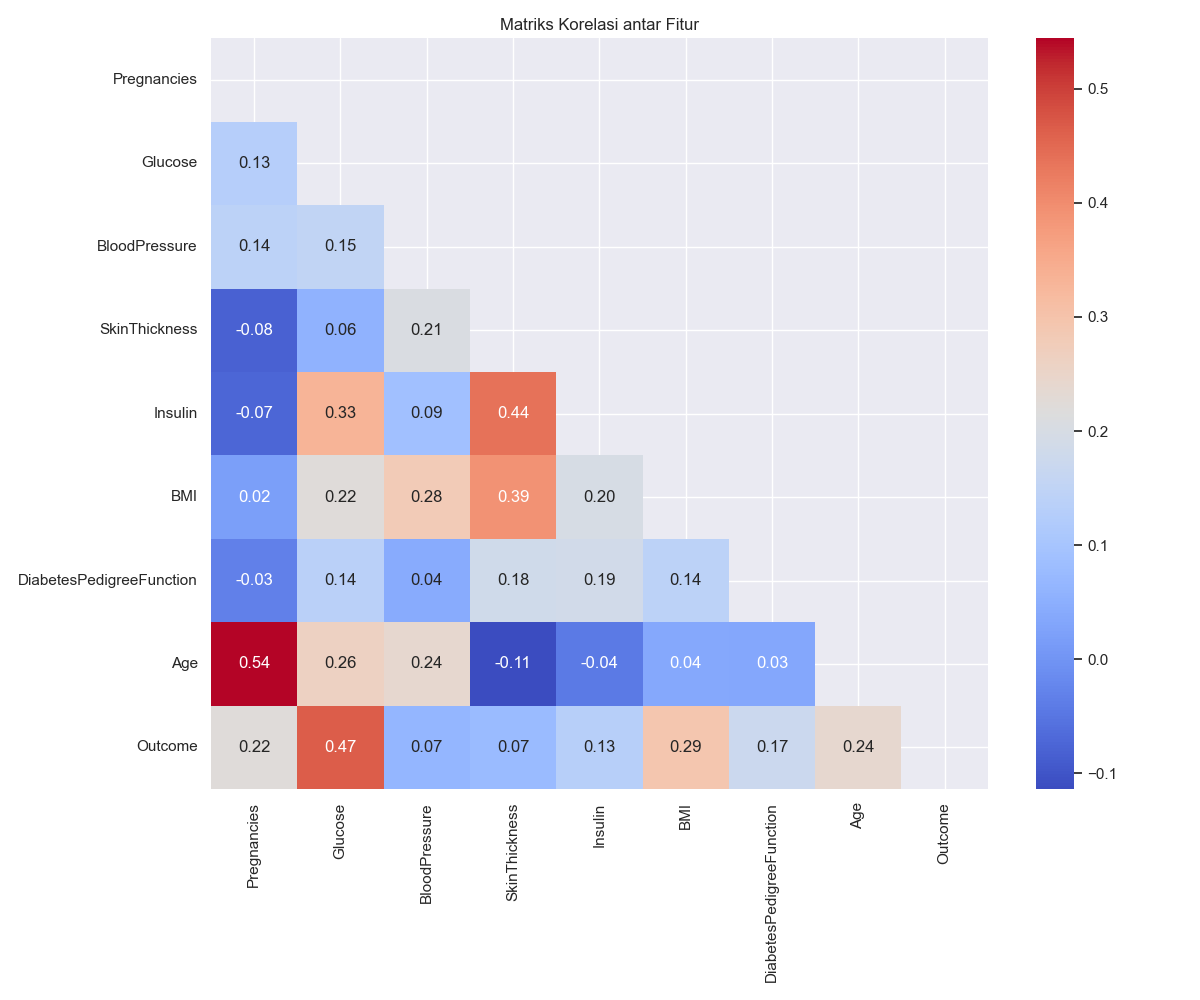 Matriks Korelasi antar Fitur
Pregnancies
Glucose 0.13
BloodPressure 0.14 0.15
SkinThickness -0.08 0.06 0.21
Insulin -0.07 0.33 0.09 0.44
BMI 0.02 0.22 0.28 0.39 0.20
DiabetesPedigreeFunction -0.03 0.14 0.04 0.18 0.19 0.14
Age 0.54 0.26 0.24 -0.11 -0.04 0.04 0.03
Outcome 0.22 0.47 0.07 0.07 0.13 0.29 0.17 0.24
Pregnancies
Glucose
BloodPressure
SkinThickness
Insulin
BMI
DiabetesPedigreeFunction
Age
Outcome
0.5
0.4
0.3
0.2
0.1
0.0
−0.1